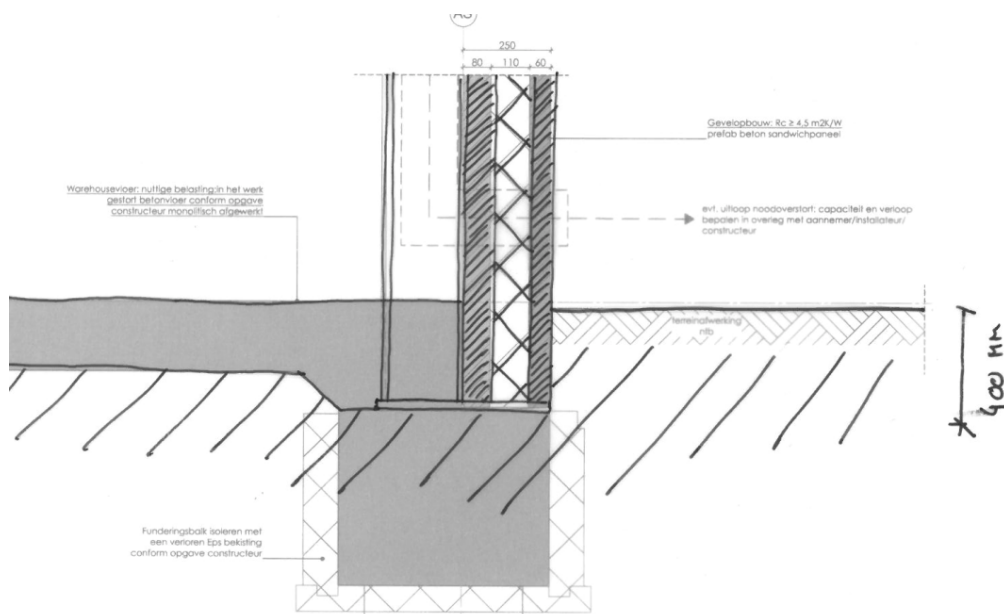 A3
250
80 110 60
Gevelopbouw: Rc ≥ 4,5 m2K/W
prefab beton sandwichpaneel
Warehousevloer: nuttige belasting:in het werk
gestort betonvloer conform opgave
constructeur monolitisch afgewerkt
evt. uitloop noodoverstort: capaciteit en verloop
bepalen in overleg met aannemer/installateur/
constructeur
terreinafwerking
ntb
400 mm
Funderingsbalk isoleren met
een verloren Eps bekisting
conform opgave constructeur